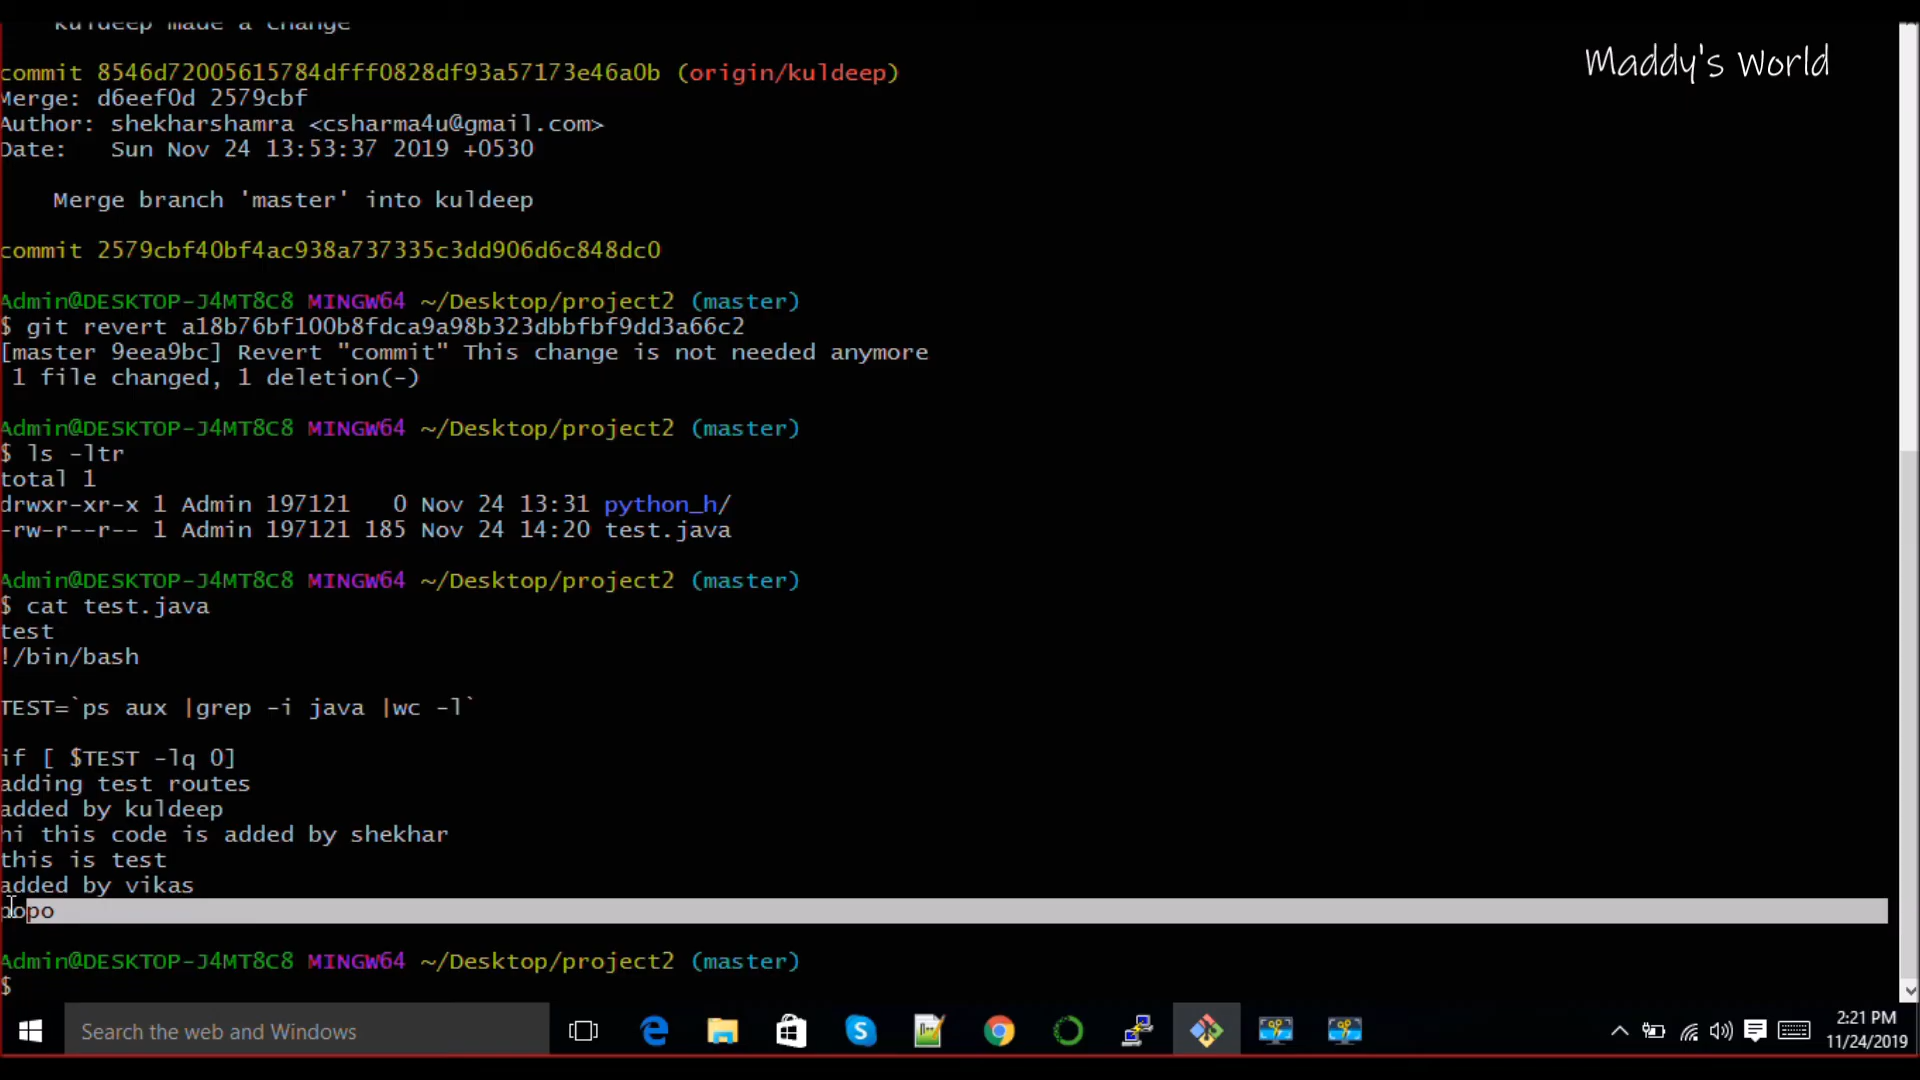 kuldeep made a change
Maddy's World
commit 8546d72005615784dfff0828df93a57173e46a0b (origin/kuldeep)
Merge: d6eef0d 2579cbf
Author: shekharshamra <csharma4u@gmail.com>
Date:   Sun Nov 24 13:53:37 2019 +0530
Merge branch 'master' into kuldeep
commit 2579cbf40bf4ac938a737335c3dd906d6c848dc0
Admin@DESKTOP-J4MT8C8 MINGW64 ~/Desktop/project2 (master)
$ git revert a18b76bf100b8fdca9a98b323dbbfbf9dd3a66c2
[master 9eea9bc] Revert "commit" This change is not needed anymore
1 file changed, 1 deletion(-)
Admin@DESKTOP-J4MT8C8 MINGW64 ~/Desktop/project2 (master)
$ ls -ltr
total 1
drwxr-xr-x 1 Admin 197121   0 Nov 24 13:31 python_h/
-rw-r--r-- 1 Admin 197121 185 Nov 24 14:20 test.java
Admin@DESKTOP-J4MT8C8 MINGW64 ~/Desktop/project2 (master)
$ cat test.java
test
!/bin/bash
TEST=`ps aux |grep -i java |wc -l`
if [ $TEST -lq 0]
adding test routes
added by kuldeep
hi this code is added by shekhar
this is test
added by vikas
popo
Admin@DESKTOP-J4MT8C8 MINGW64 ~/Desktop/project2 (master)
$
Search the web and Windows
2:21 PM
11/24/2019